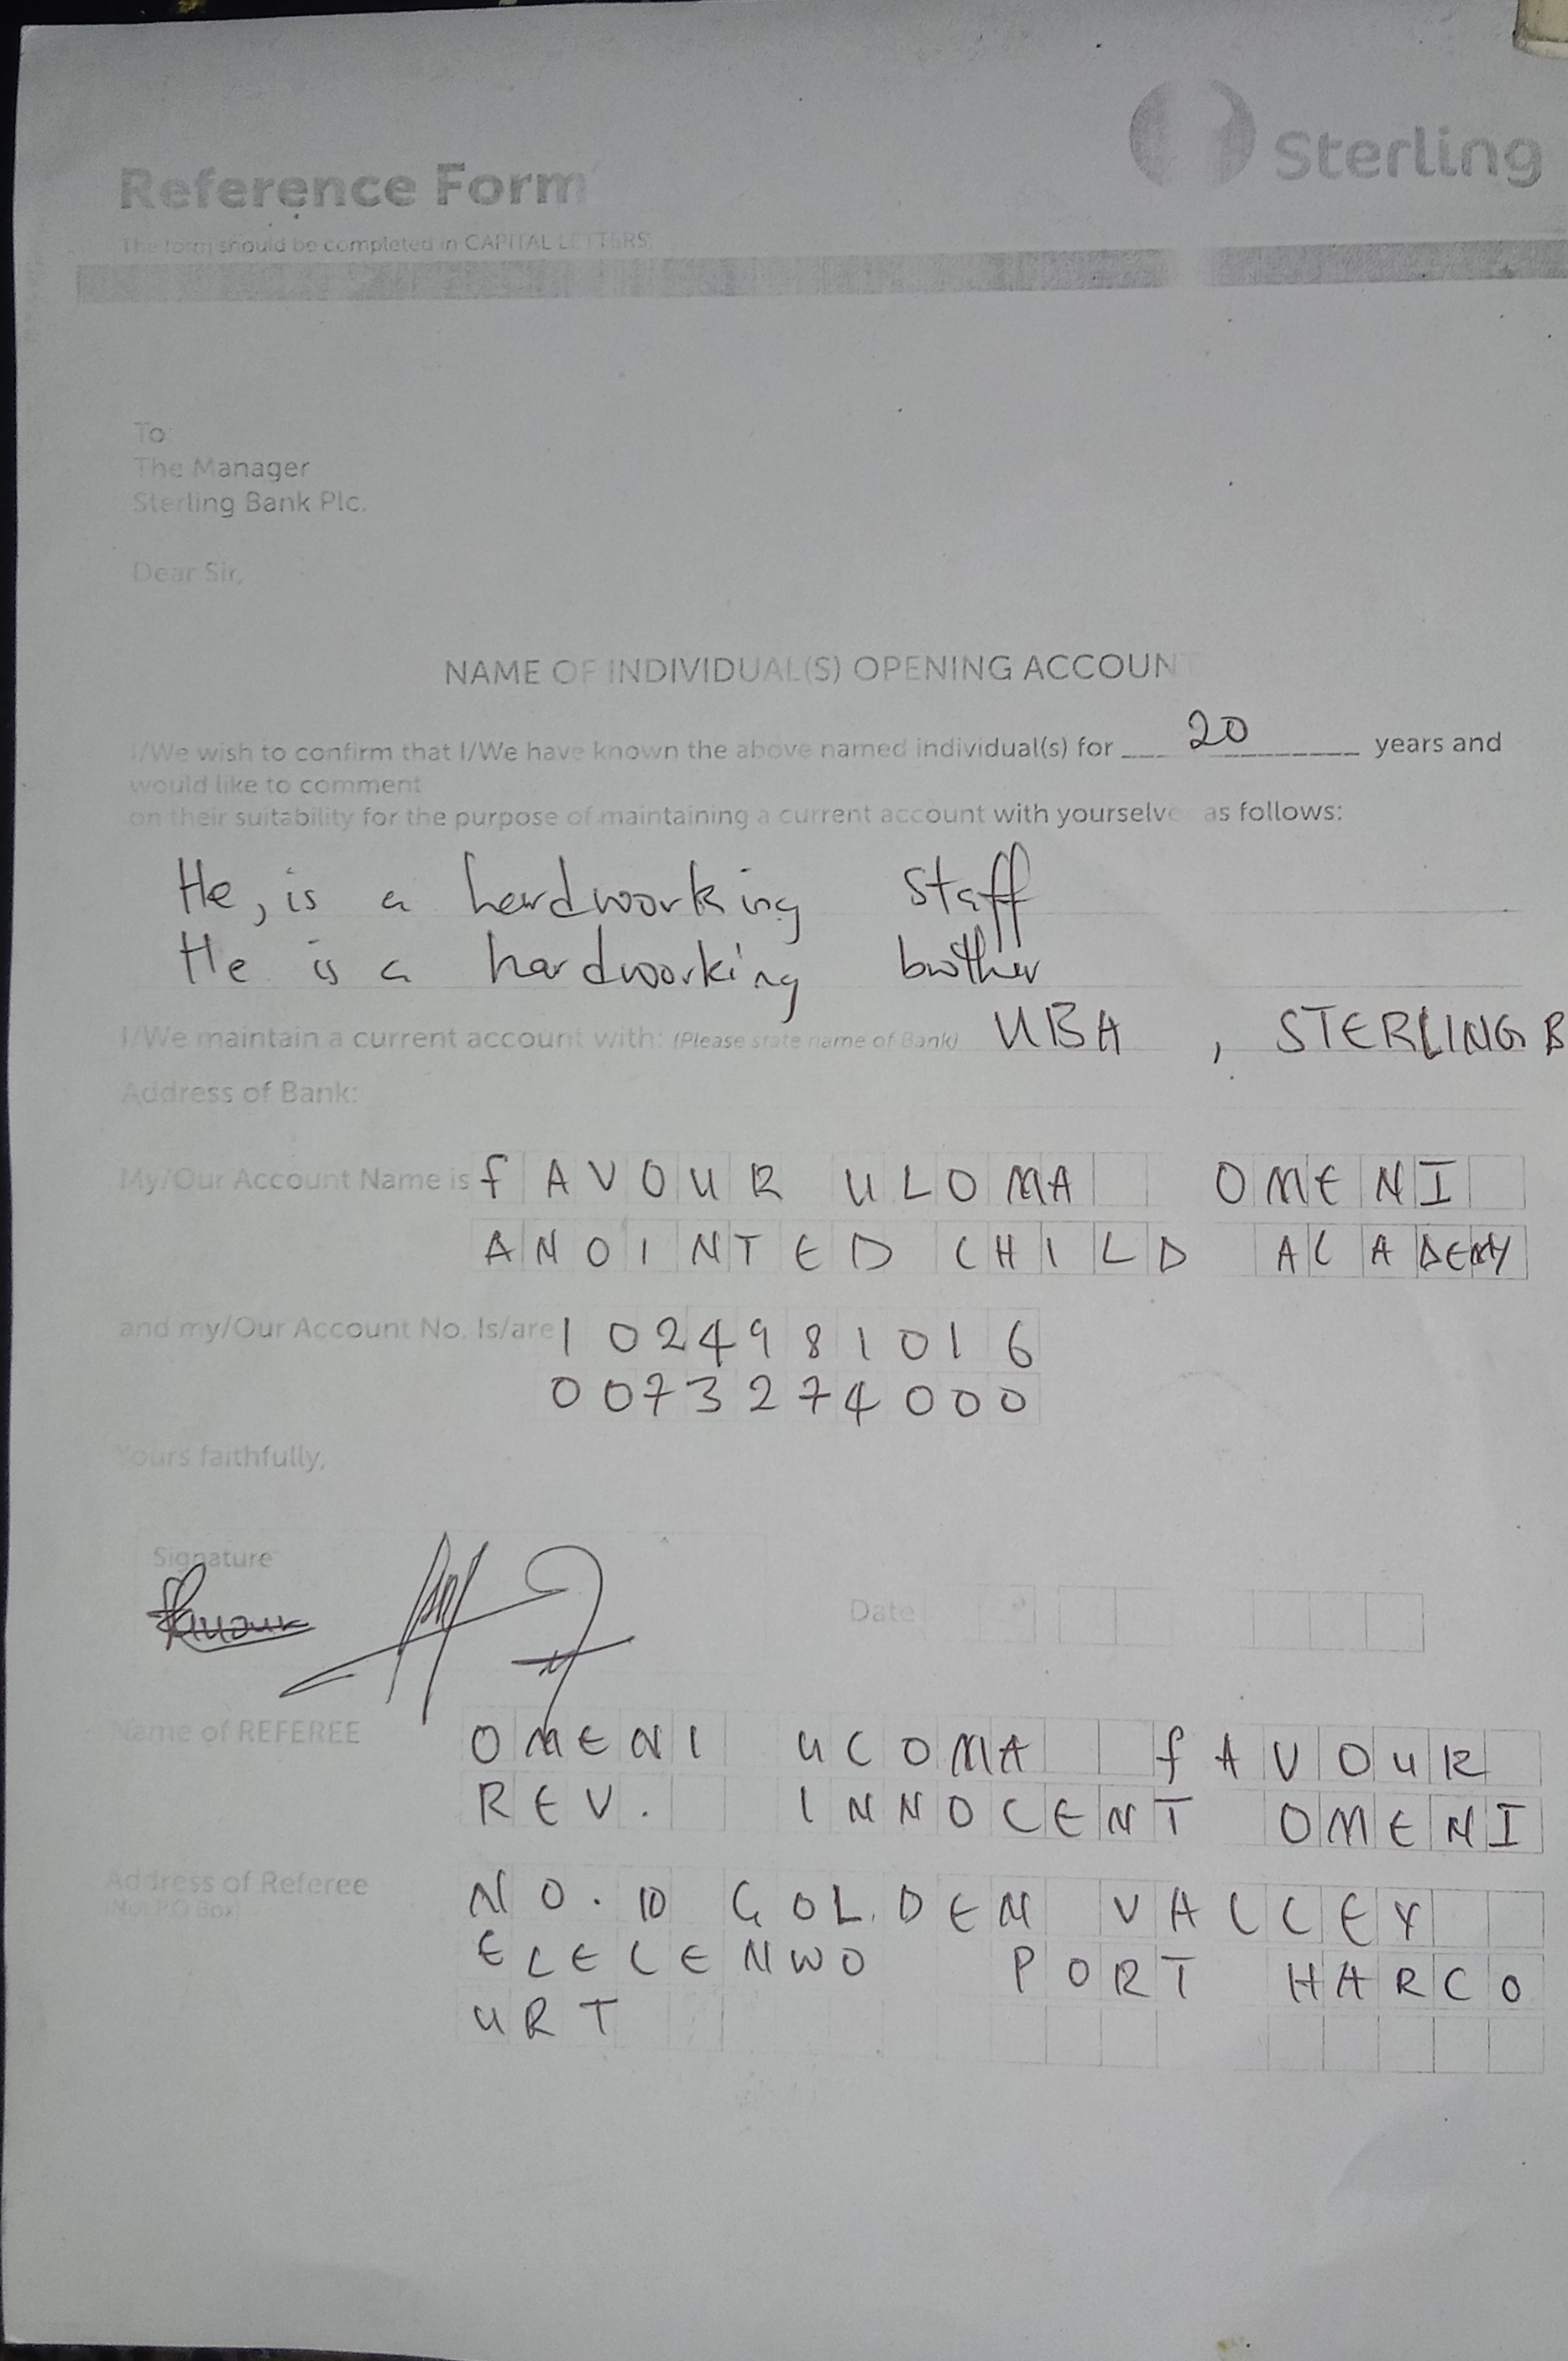 Sterling
Reference Form
The form should be completed in CAPITAL LETTERS
To
The Manager
Sterling Bank Plc.
Dear Sir,
NAME OF INDIVIDUAL(S) OPENING ACCOUNT
I/We wish to confirm that I/We have known the above named individual(s) for 20 years and
would like to comment
on their suitability for the purpose of maintaining a current account with yourselve as follows:
He, is a hardworking staff
He is a hardworking brother
I/We maintain a current account with: (Please state name of Bank) UBA , STERLING B
Address of Bank:
My/Our Account Name is fAVOUR ULOMA OMENI
ANOINTED CHILD ACADEMY
and my/Our Account No. Is/are 1024981016
0073274000
Yours faithfully,
Signature
Date
Name of REFEREE OMENI ULOMA fAVOUR
REV. INNOCENT OMENI
Address of Referee NO. 10 GOLDEN VALLEY
(Not P.O Box)
ELELENWO PORT HARCO
URT